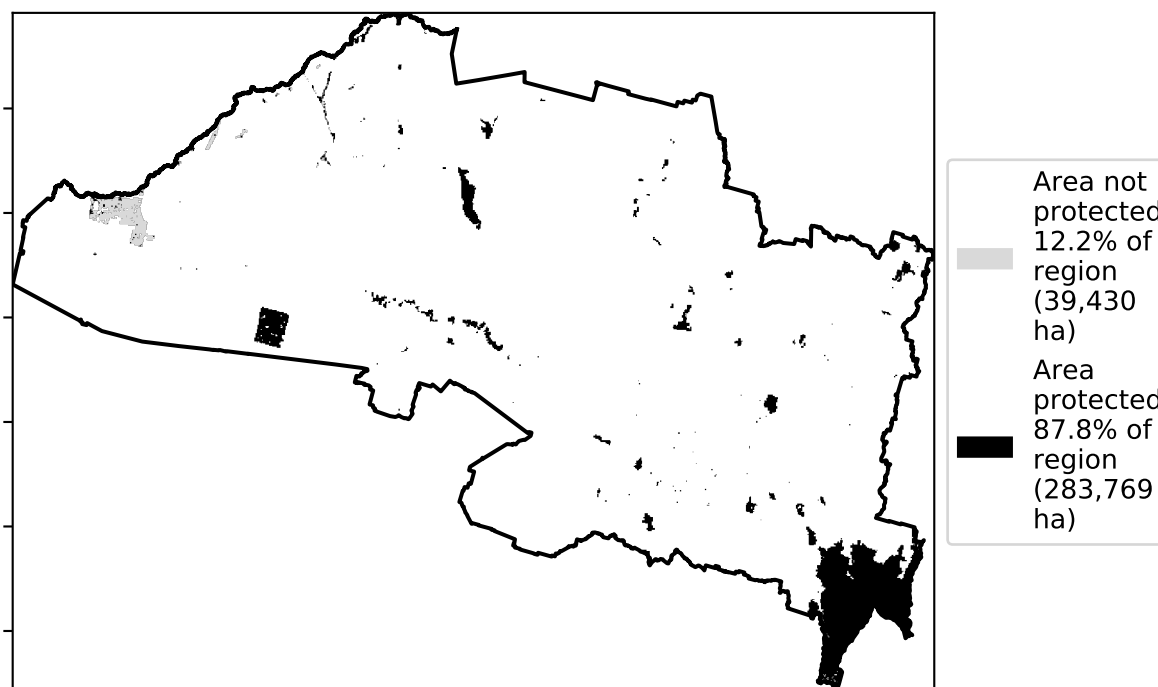 Area not
protected
12.2% of
region
(39,430
ha)
Area
protected
87.8% of
region
(283,769
ha)